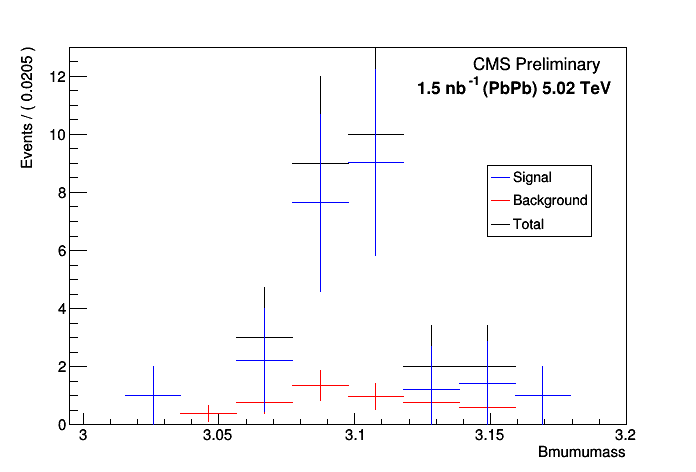 CMS Preliminary
1.5 nb⁻¹ (PbPb) 5.02 TeV
Events / ( 0.0205 )
12
10
8
6
4
2
0
Signal
Background
Total
3 3.05 3.1 3.15 3.2
Bmumumass